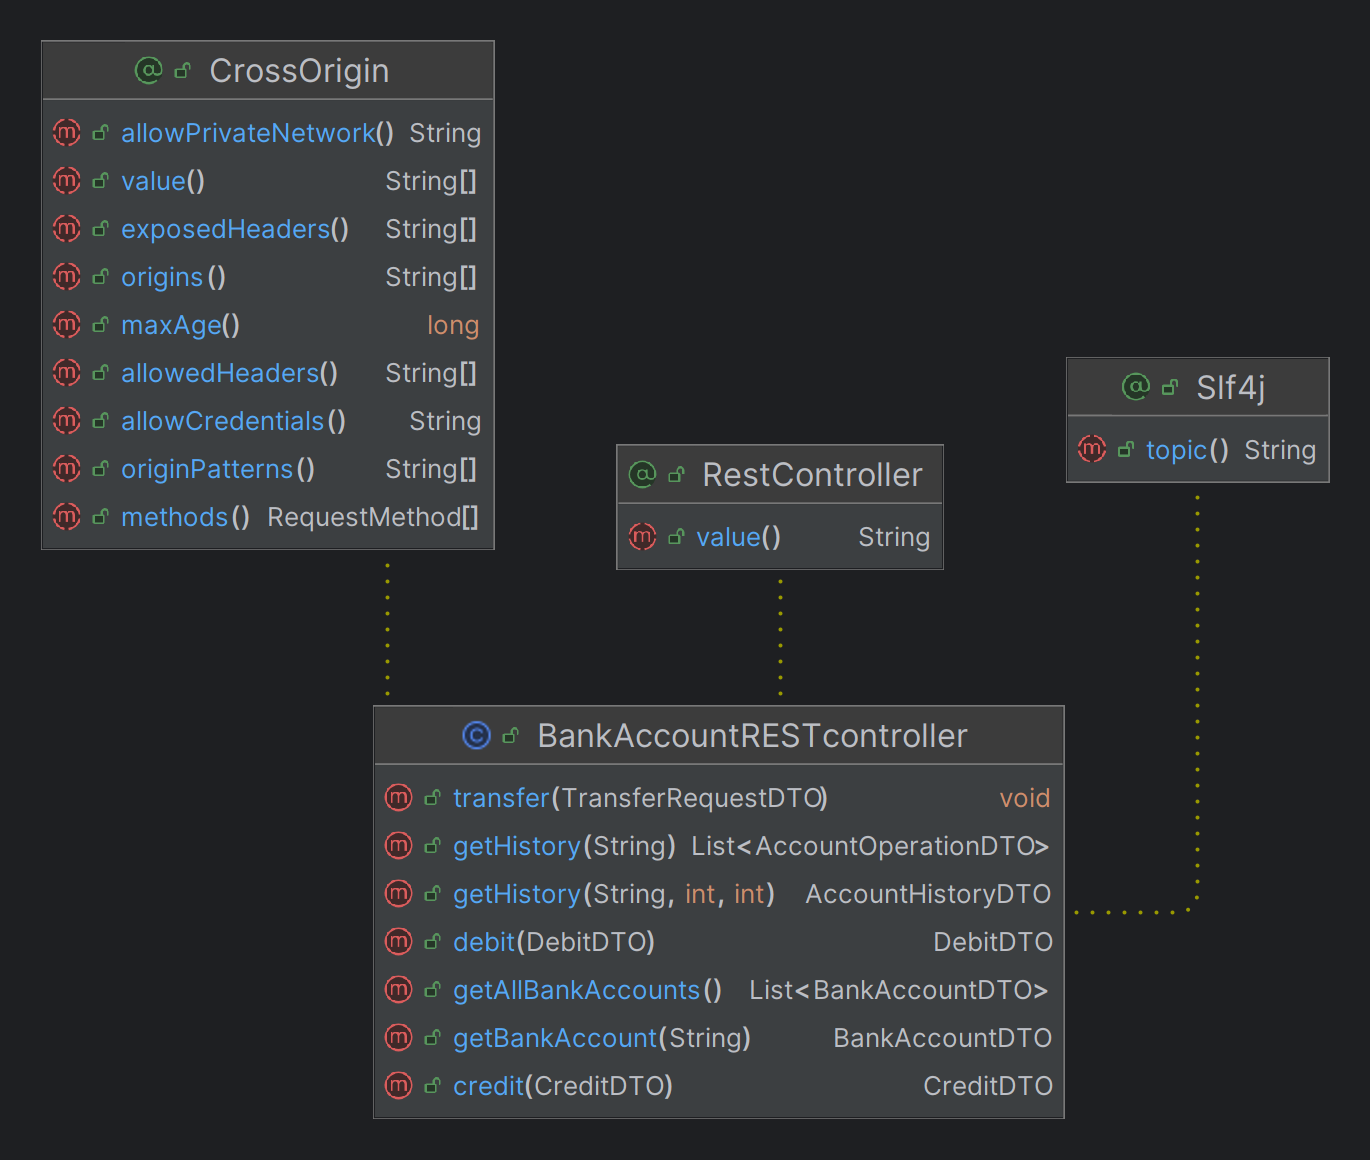 CrossOrigin
allowPrivateNetwork() String
value() String[]
exposedHeaders() String[]
origins() String[]
maxAge() long
allowedHeaders() String[]
allowCredentials() String
originPatterns() String[]
methods() RequestMethod[]
Slf4j
topic() String
RestController
value() String
BankAccountRESTcontroller
transfer(TransferRequestDTO) void
getHistory(String) List<AccountOperationDTO>
getHistory(String, int, int) AccountHistoryDTO
debit(DebitDTO) DebitDTO
getAllBankAccounts() List<BankAccountDTO>
getBankAccount(String) BankAccountDTO
credit(CreditDTO) CreditDTO